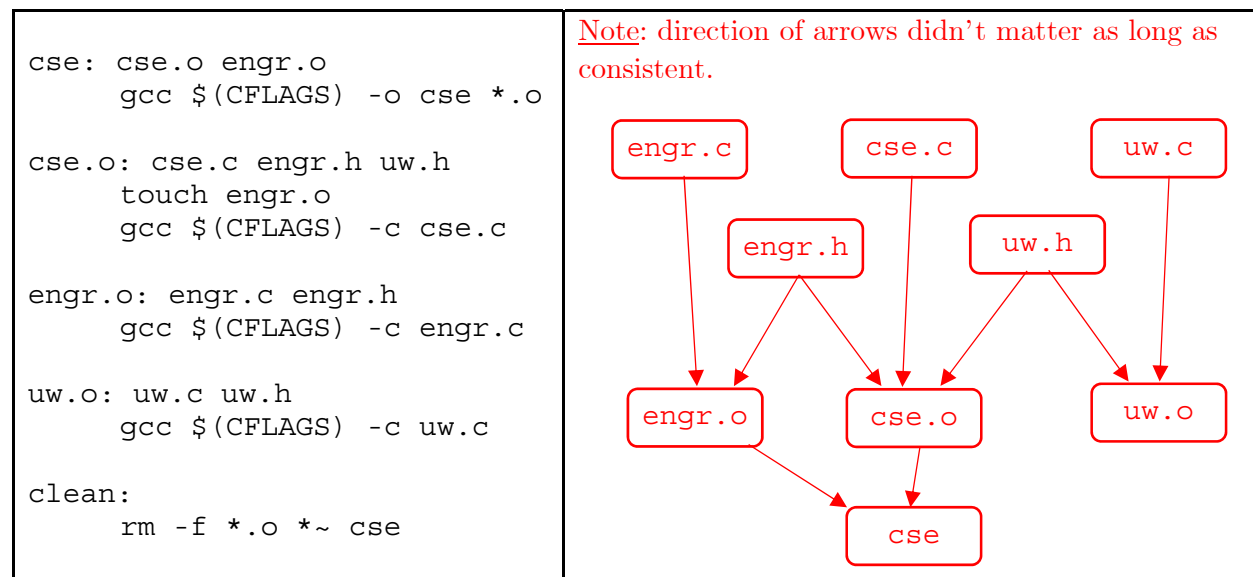 cse: cse.o engr.o
gcc $(CFLAGS) -o cse *.o
cse.o: cse.c engr.h uw.h
touch engr.o
gcc $(CFLAGS) -c cse.c
engr.o: engr.c engr.h
gcc $(CFLAGS) -c engr.c
uw.o: uw.c uw.h
gcc $(CFLAGS) -c uw.c
clean:
rm -f *.o *~ cse
Note: direction of arrows didn't matter as long as
consistent.
engr.c cse.c uw.c
engr.h uw.h
engr.o cse.o uw.o
cse